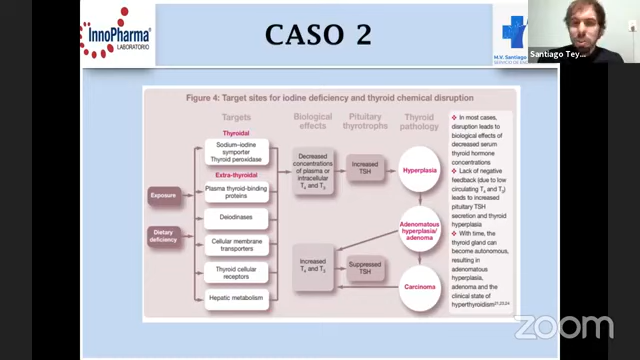 INNOPHARMA
LABORATORIO
CASO 2
M.V. Santiago
Santiago Tey...
Figure 4: Target sites for iodine deficiency and thyroid chemical disruption
Targets
Biological
effects
Pituitary
thyrotrophs
Thyroid
pathology
Thyroidal
Sodium–iodine
symporter
Thyroid peroxidase
Extra-thyroidal
Plasma thyroid-binding
proteins
Deiodinases
Cellular membrane
transporters
Thyroid cellular
receptors
Hepatic metabolism
Exposure
Dietary
deficiency
Decreased
concentrations
of plasma or
intracellular
T4 and T3
Increased
TSH
Hyperplasia
Adenomatous
hyperplasia/
adenoma
Increased
T4 and T3
Suppressed
TSH
Carcinoma
❖ In most cases,
disruption leads to
biological effects of
decreased serum
thyroid hormone
concentrations
❖ Lack of negative
feedback (due to low
circulating T4 and T3)
leads to increased
pituitary TSH
secretion and thyroid
hyperplasia
❖ With time, the
thyroid gland can
become autonomous,
resulting in
adenomatous
hyperplasia,
adenoma and the
clinical state of
hyperthyroidism21,23,24
zoom